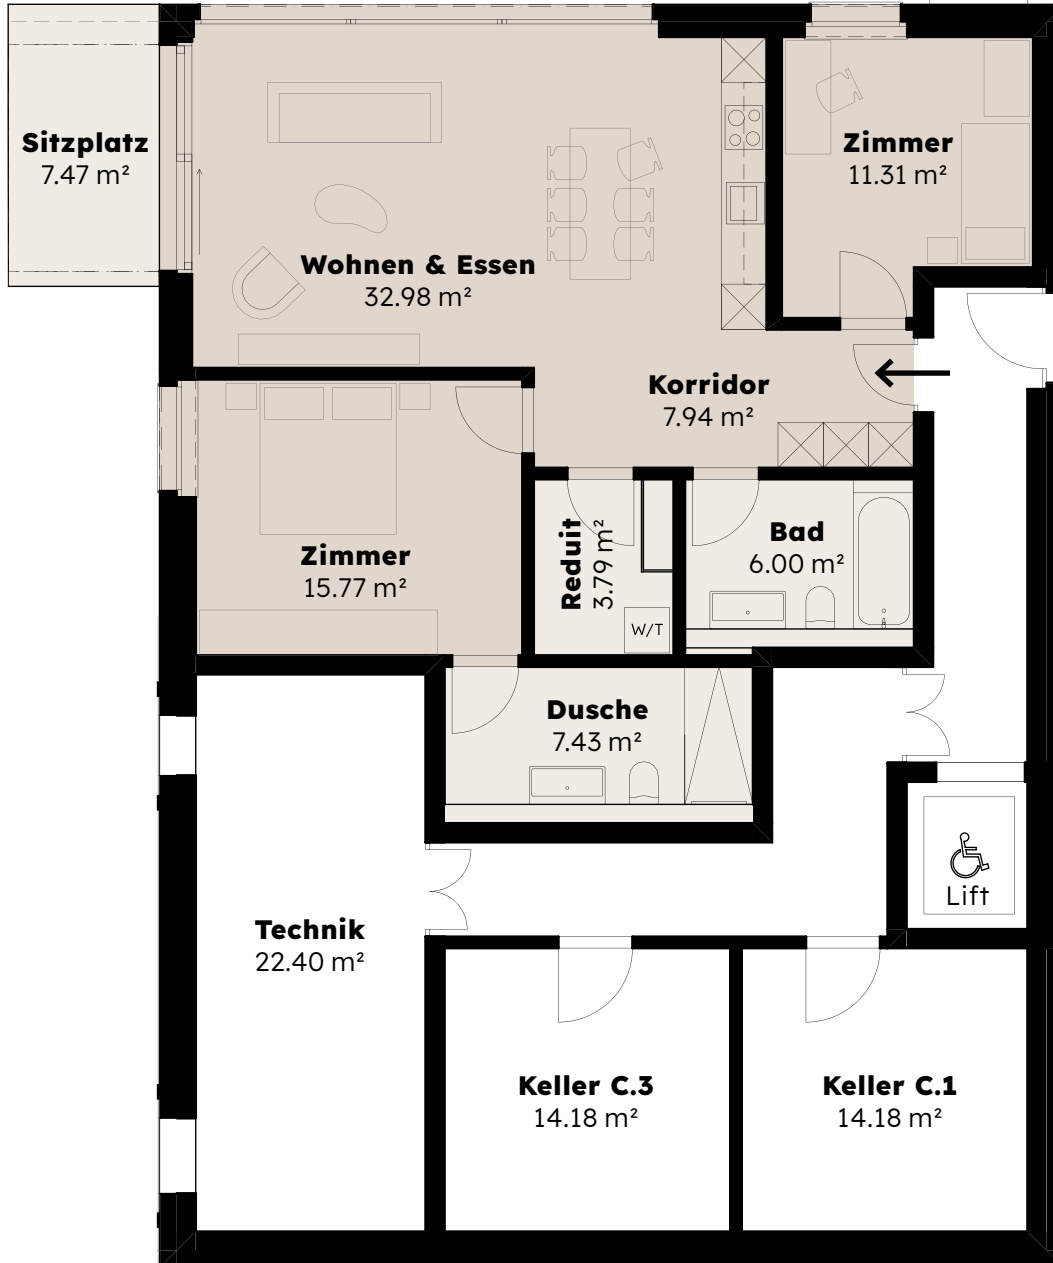 Sitzplatz
7.47 m²
Zimmer
11.31 m²
Wohnen & Essen
32.98 m²
Korridor
7.94 m²
Zimmer
15.77 m²
Reduit
3.79 m²
W/T
Bad
6.00 m²
Dusche
7.43 m²
Lift
Technik
22.40 m²
Keller C.3
14.18 m²
Keller C.1
14.18 m²